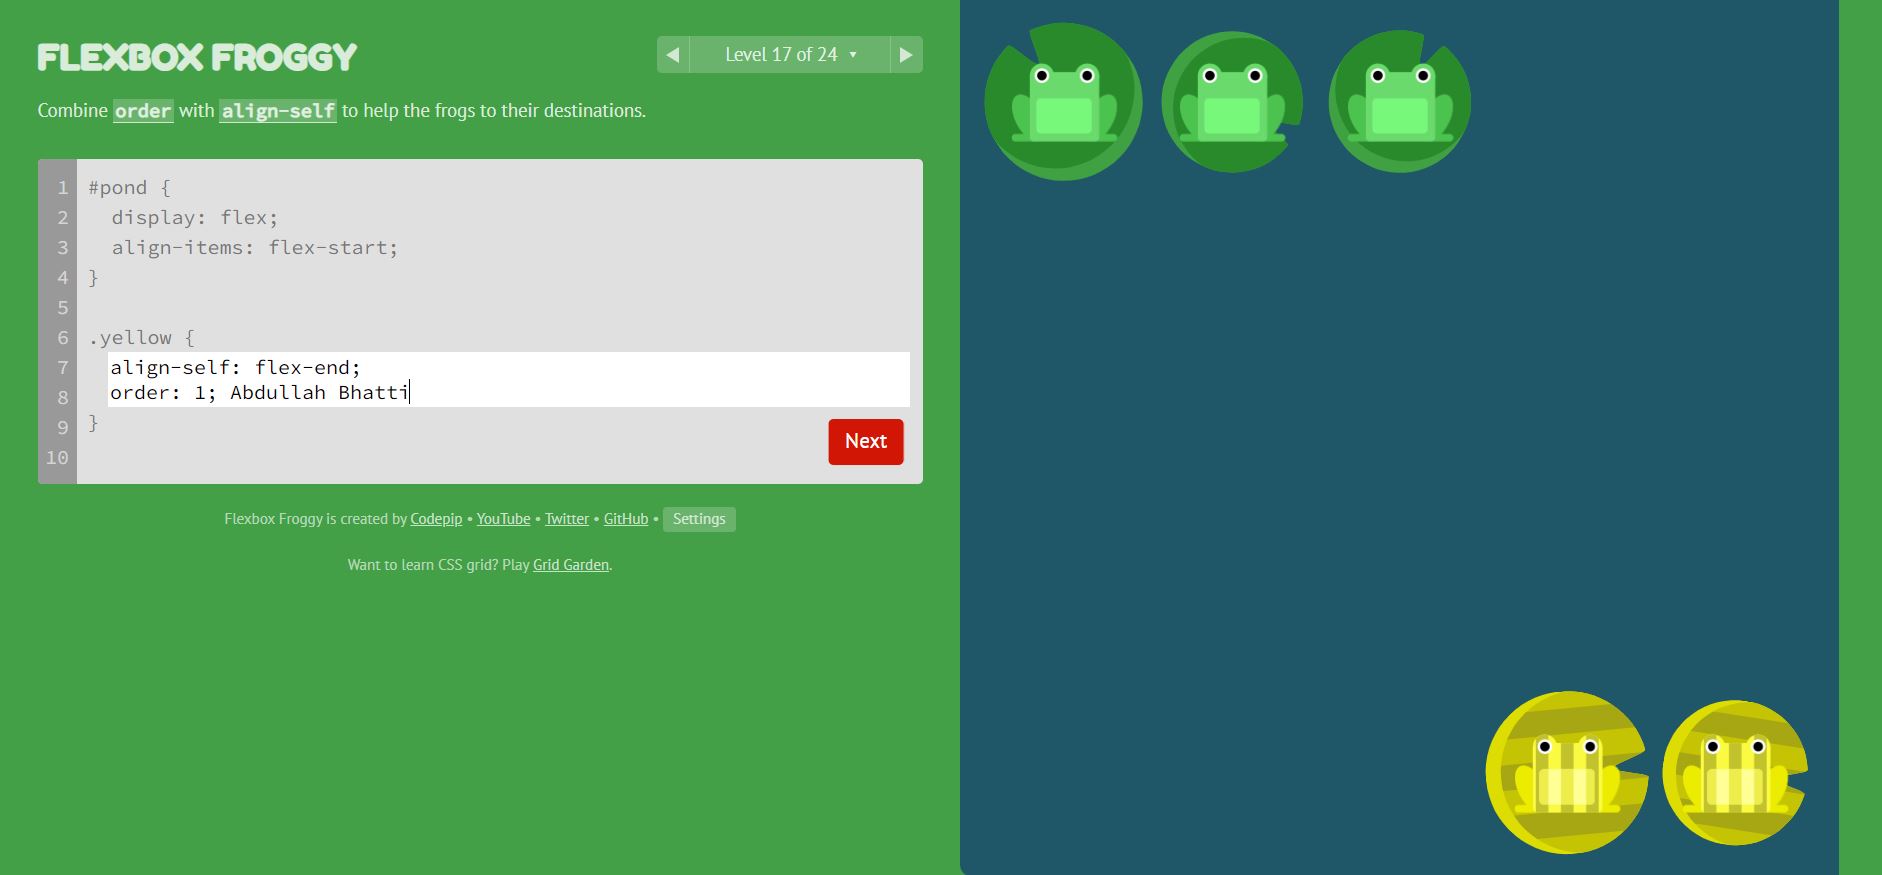 FLEXBOX FROGGY
◀ Level 17 of 24 ▾ ▶
Combine order with align-self to help the frogs to their destinations.
1 #pond {
2 display: flex;
3 align-items: flex-start;
4 }
5
6 .yellow {
7 align-self: flex-end;
8 order: 1; Abdullah Bhatti
9 }
10
Next
Flexbox Froggy is created by Codepip • YouTube • Twitter • GitHub • Settings
Want to learn CSS grid? Play Grid Garden.